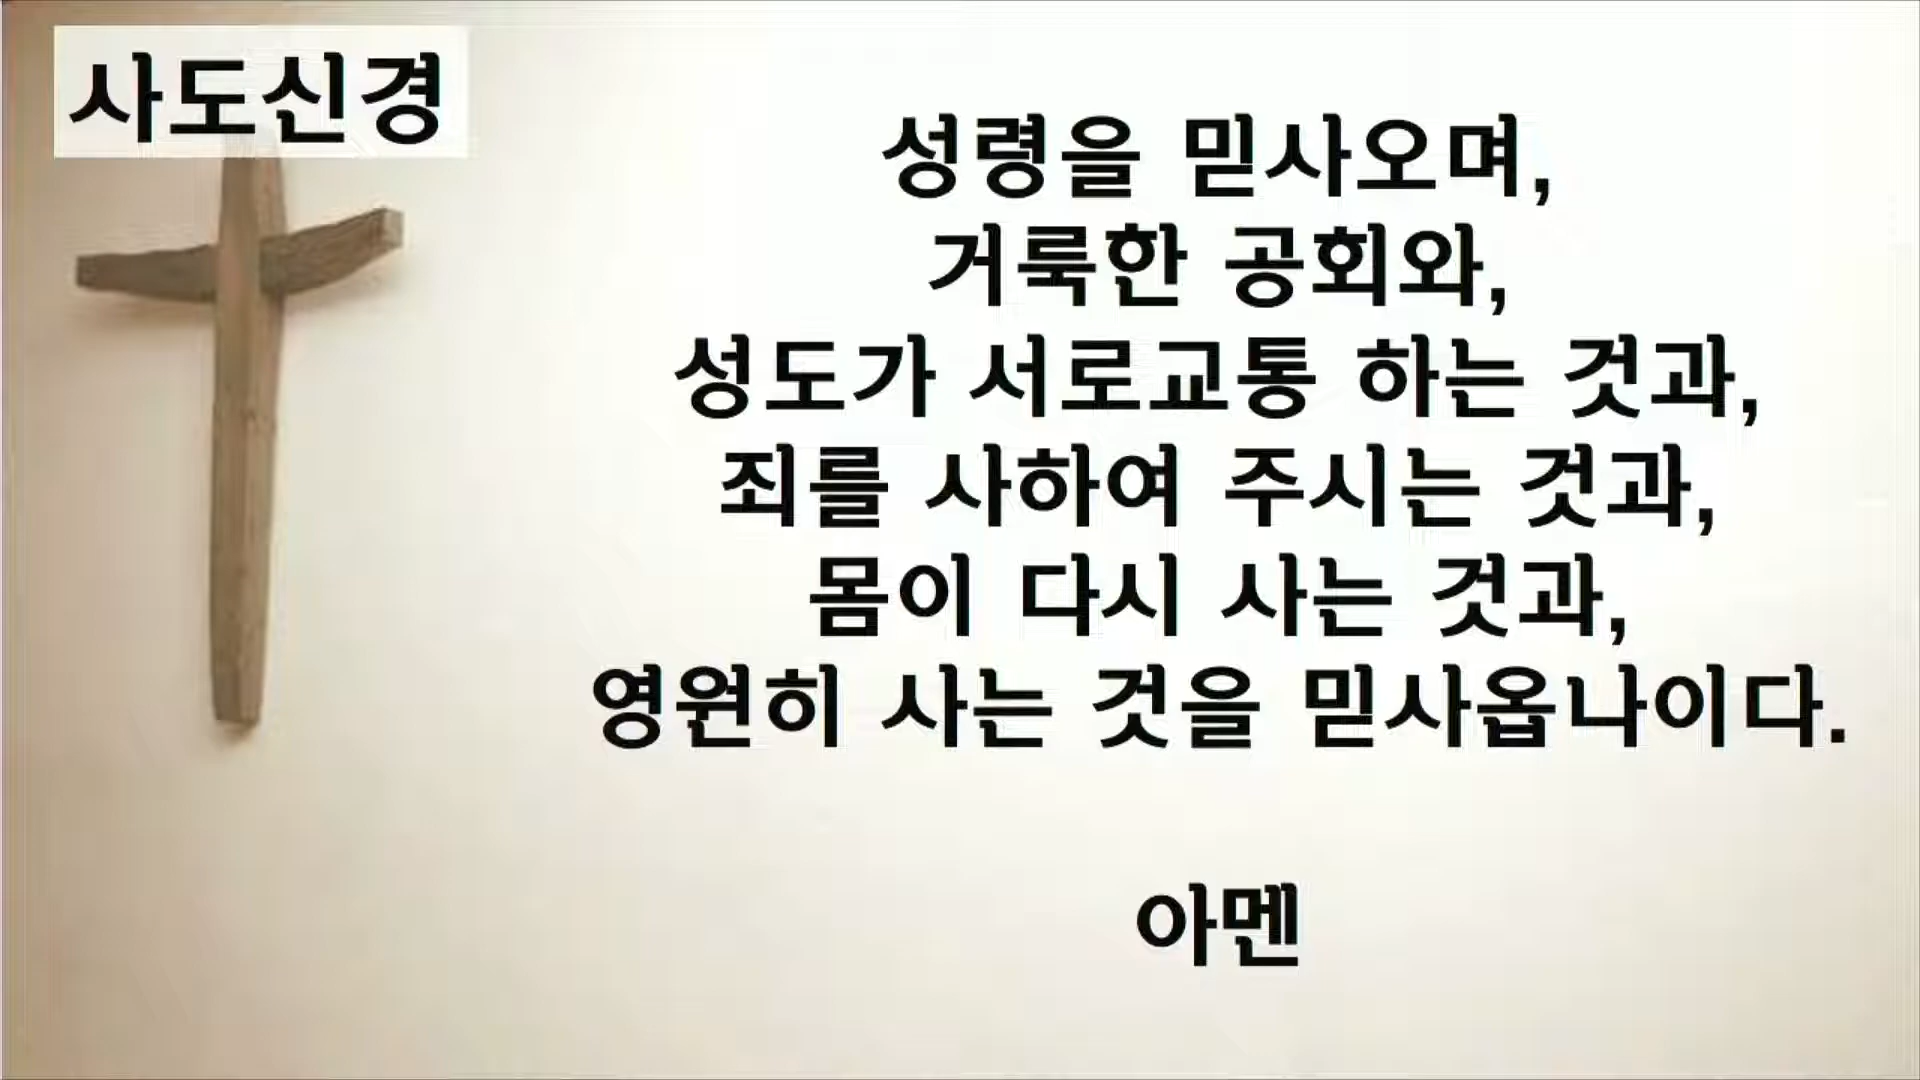 사도신경
성령을 믿사오며,
거룩한 공회와,
성도가 서로교통 하는 것과,
죄를 사하여 주시는 것과,
몸이 다시 사는 것과,
영원히 사는 것을 믿사옵나이다.
아멘